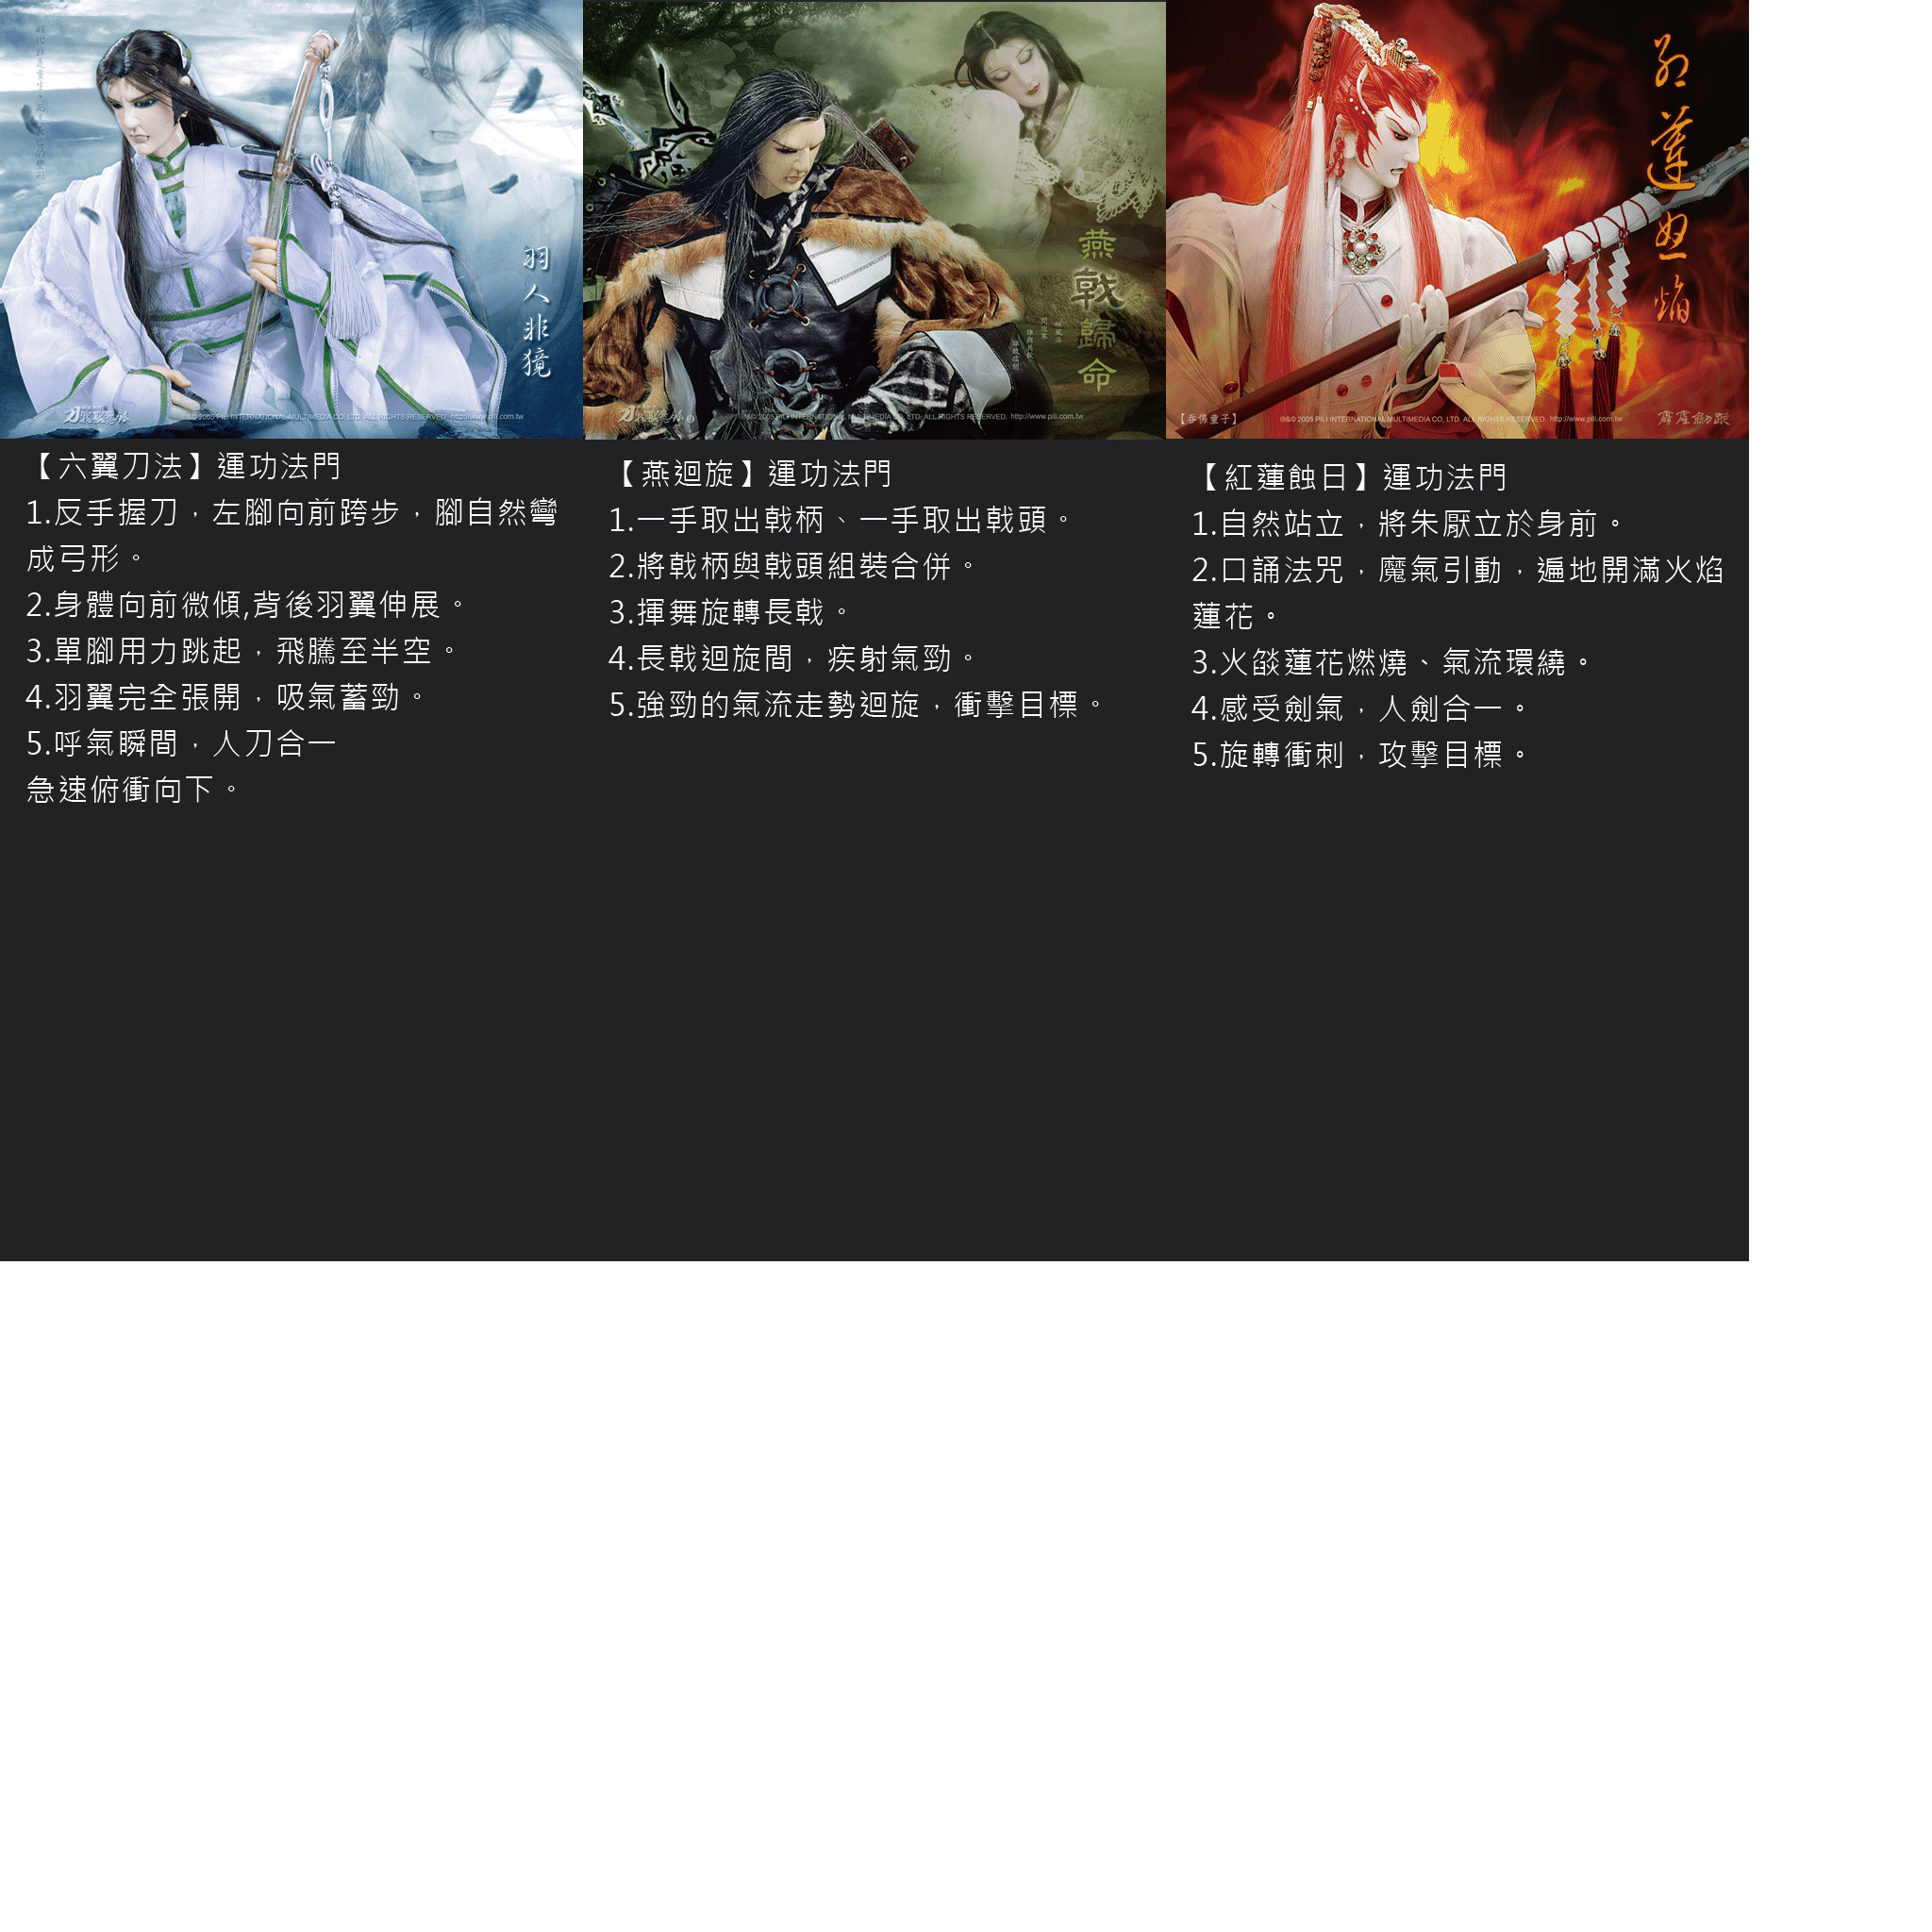 羽人非獍
刀戟戡魔錄
℗&© 2005 PILI INTERNATIONAL MULTIMEDIA CO., LTD. ALL RIGHTS RESERVED. http://www.pili.com.tw
【六翼刀法】運功法門
1.反手握刀，左腳向前跨步，腳自然彎
成弓形。
2.身體向前微傾,背後羽翼伸展。
3.單腳用力跳起，飛騰至半空。
4.羽翼完全張開，吸氣蓄勁。
5.呼氣瞬間，人刀合一
急速俯衝向下。
燕戟歸命
刀戟戡魔錄
℗&© 2005 PILI INTERNATIONAL MULTIMEDIA CO., LTD. ALL RIGHTS RESERVED. http://www.pili.com.tw
【燕迴旋】運功法門
1.一手取出戟柄、一手取出戟頭。
2.將戟柄與戟頭組裝合併。
3.揮舞旋轉長戟。
4.長戟迴旋間，疾射氣勁。
5.強勁的氣流走勢迴旋，衝擊目標。
紅蓮怒焰
【吞佛童子】
℗&© 2005 PILI INTERNATIONAL MULTIMEDIA CO., LTD. ALL RIGHTS RESERVED. http://www.pili.com.tw
霹靂劍蹤
【紅蓮蝕日】運功法門
1.自然站立，將朱厭立於身前。
2.口誦法咒，魔氣引動，遍地開滿火焰
蓮花。
3.火燄蓮花燃燒、氣流環繞。
4.感受劍氣，人劍合一。
5.旋轉衝刺，攻擊目標。